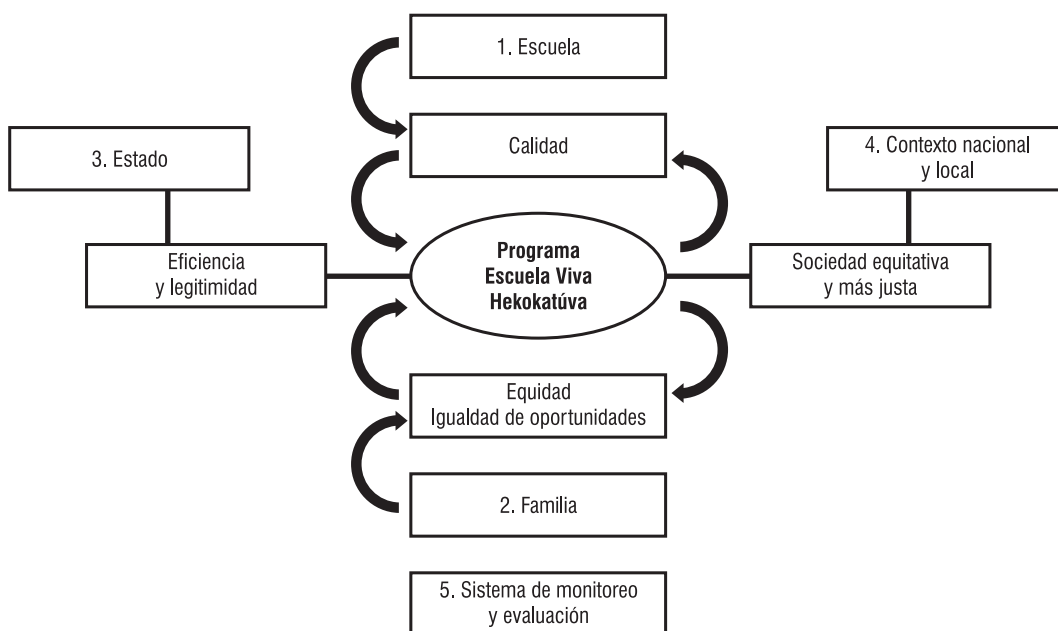 1. Escuela
Calidad
3. Estado
4. Contexto nacional
y local
Programa
Escuela Viva
Hekokatúva
Eficiencia
y legitimidad
Sociedad equitativa
y más justa
Equidad
Igualdad de oportunidades
2. Familia
5. Sistema de monitoreo
y evaluación